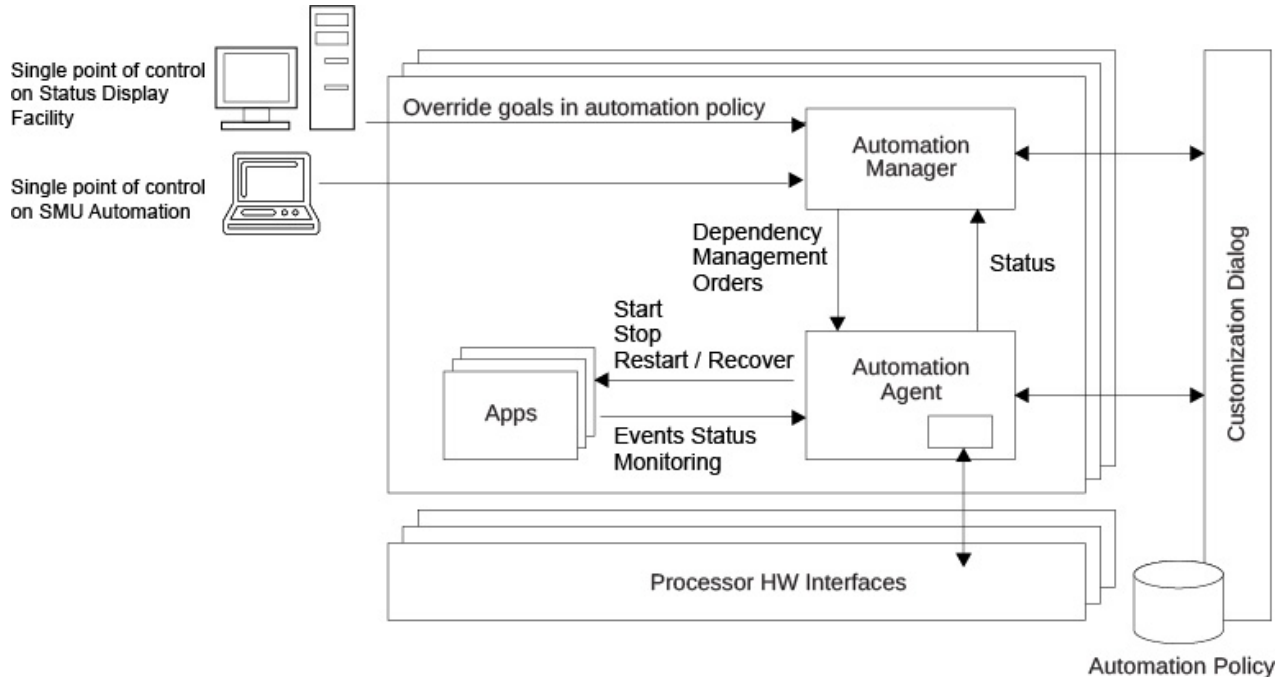 Single point of control
on Status Display
Facility
Override goals in automation policy
Automation
Manager
Single point of control
on SMU Automation
Dependency
Management
Orders
Status
Start
Stop
Restart / Recover
Automation
Agent
Apps
Events Status
Monitoring
Customization Dialog
Processor HW Interfaces
Automation Policy